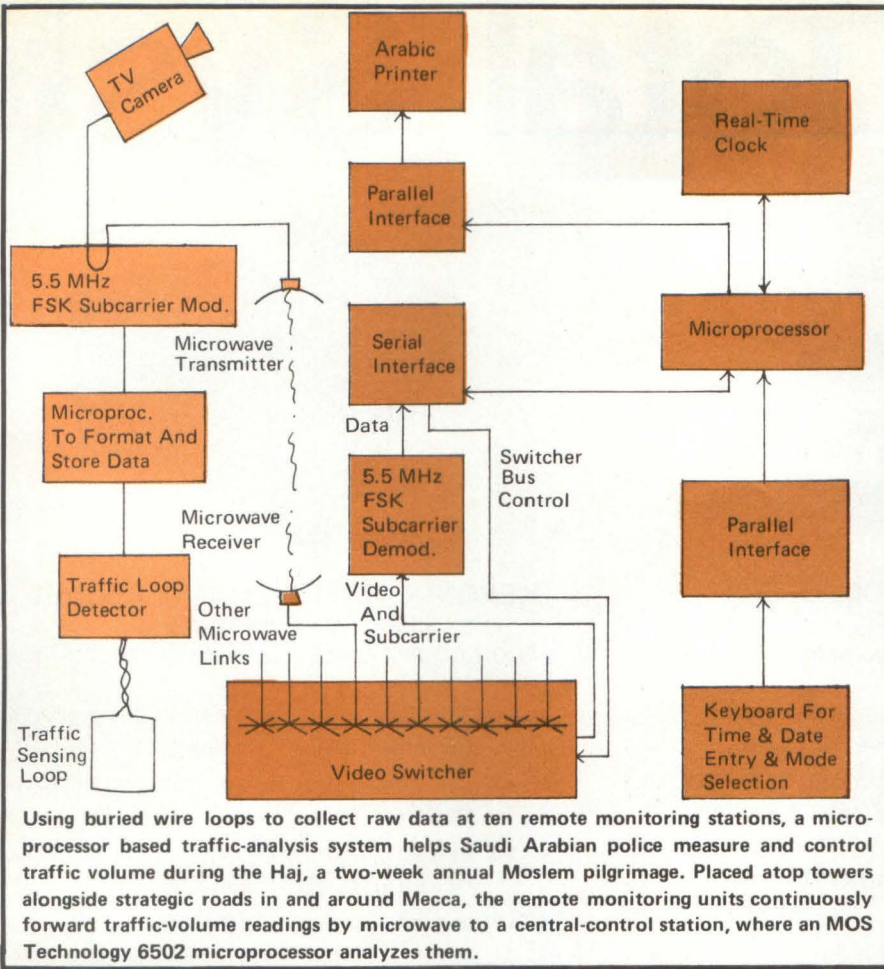 TV
Camera
Arabic
Printer
Real-Time
Clock
Parallel
Interface
5.5 MHz
FSK Subcarrier Mod.
Microwave
Transmitter
Serial
Interface
Microprocessor
Microproc.
To Format And
Store Data
Data
Switcher
Bus
Control
5.5 MHz
FSK
Subcarrier
Demod.
Microwave
Receiver
Parallel
Interface
Traffic Loop
Detector
Other
Microwave
Links
Video
And
Subcarrier
Traffic
Sensing
Loop
Video Switcher
Keyboard For
Time & Date
Entry & Mode
Selection
Using buried wire loops to collect raw data at ten remote monitoring stations, a micro-
processor based traffic-analysis system helps Saudi Arabian police measure and control
traffic volume during the Haj, a two-week annual Moslem pilgrimage. Placed atop towers
alongside strategic roads in and around Mecca, the remote monitoring units continuously
forward traffic-volume readings by microwave to a central-control station, where an MOS
Technology 6502 microprocessor analyzes them.